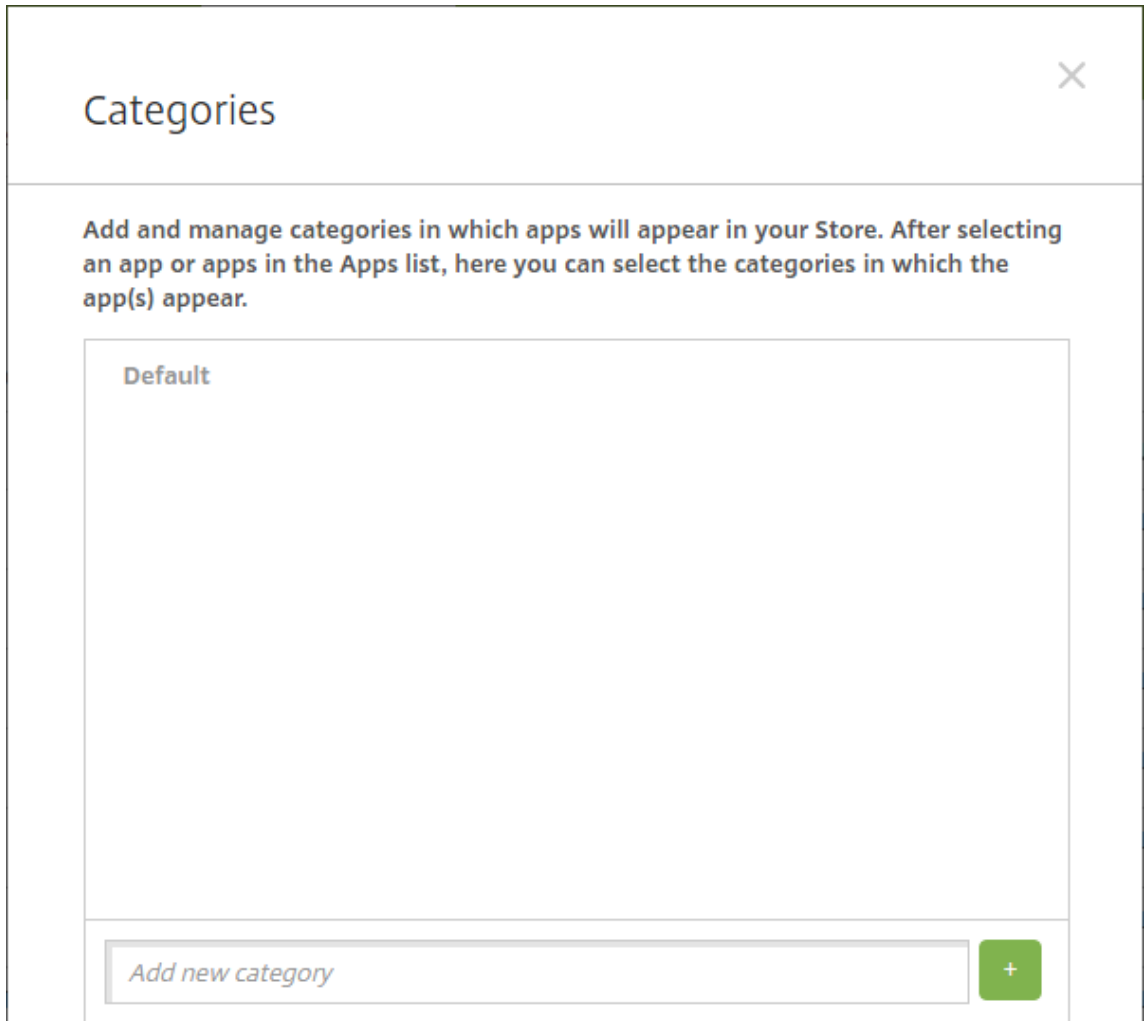 Categories
Add and manage categories in which apps will appear in your Store. After selecting
an app or apps in the Apps list, here you can select the categories in which the
app(s) appear.
Default
Add new category
+